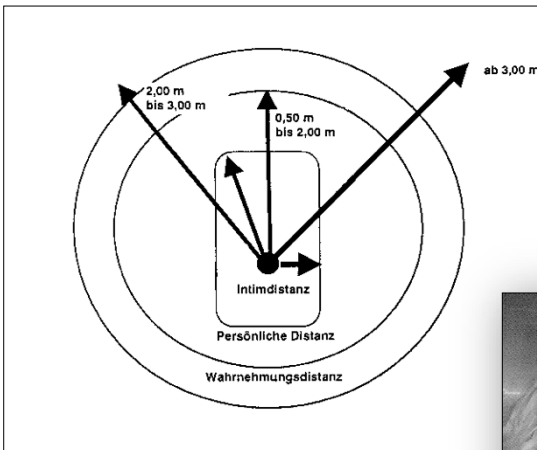 2,00 m
bis 3,00 m
ab 3,00 m
0,50 m
bis 2,00 m
Intimdistanz
Persönliche Distanz
Wahrnehmungsdistanz